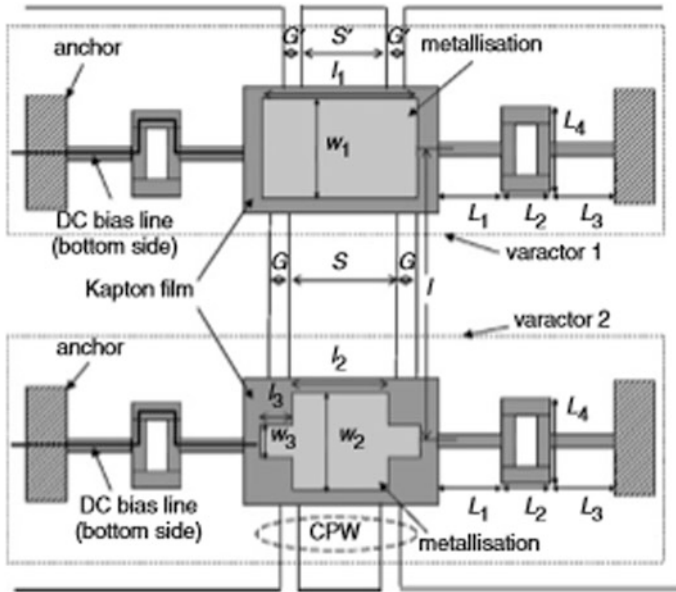 G' S' G'
anchor
metallisation
l1
w1
L4
L1 L2 L3
DC bias line
(bottom side)
varactor 1
G S G
l
Kapton film
varactor 2
anchor
l2
l3
w3 w2
L4
DC bias line
(bottom side)
L1 L2 L3
CPW
metallisation